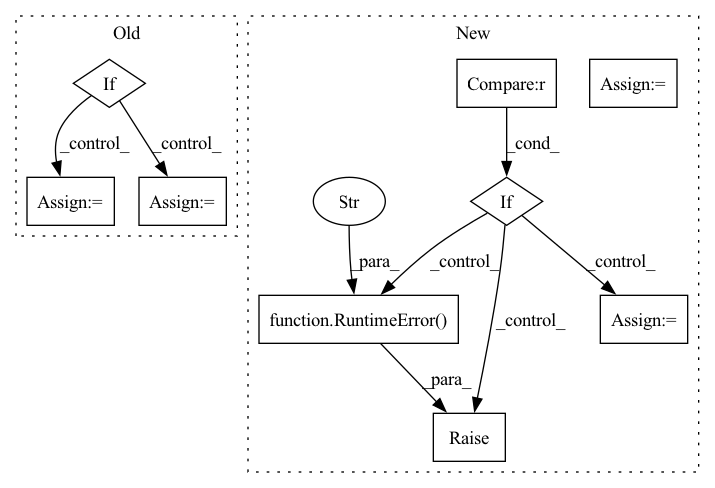 Old
New
If
Compare:r
Assign:=
_control_
_control_
_cond_
Assign:=
Assign:=
Str
If
_para_
_control_
_control_
function.RuntimeError()
_control_
Assign:=
_para_
Raise